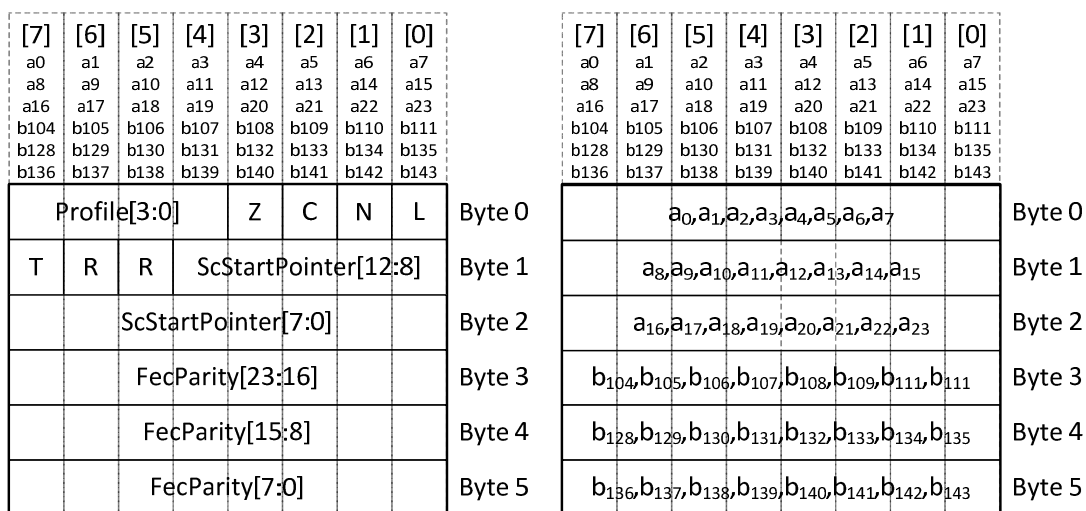 [7] [6] [5] [4] [3] [2] [1] [0] [7] [6] [5] [4] [3] [2] [1] [0]
a0 a1 a2 a3 a4 a5 a6 a7 a0 a1 a2 a3 a4 a5 a6 a7
a8 a9 a10 a11 a12 a13 a14 a15 a8 a9 a10 a11 a12 a13 a14 a15
a16 a17 a18 a19 a20 a21 a22 a23 a16 a17 a18 a19 a20 a21 a22 a23
b104 b105 b106 b107 b108 b109 b110 b111 b104 b105 b106 b107 b108 b109 b110 b111
b128 b129 b130 b131 b132 b133 b134 b135 b128 b129 b130 b131 b132 b133 b134 b135
b136 b137 b138 b139 b140 b141 b142 b143 b136 b137 b138 b139 b140 b141 b142 b143
Profile[3:0] Z C N L Byte 0 a0,a1,a2,a3,a4,a5,a6,a7 Byte 0
T R R ScStartPointer[12:8] Byte 1 a8,a9,a10,a11,a12,a13,a14,a15 Byte 1
ScStartPointer[7:0] Byte 2 a16,a17,a18,a19,a20,a21,a22,a23 Byte 2
FecParity[23:16] Byte 3 b104,b105,b106,b107,b108,b109,b111,b111 Byte 3
FecParity[15:8] Byte 4 b128,b129,b130,b131,b132,b133,b134,b135 Byte 4
FecParity[7:0] Byte 5 b136,b137,b138,b139,b140,b141,b142,b143 Byte 5